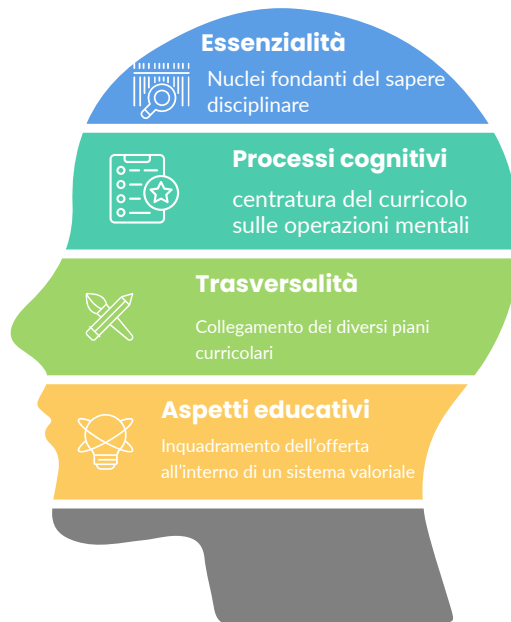 Essenzialità
Nuclei fondanti del sapere
disciplinare
Processi cognitivi
centratura del curricolo
sulle operazioni mentali
Trasversalità
Collegamento dei diversi piani
curricolari
Aspetti educativi
Inquadramento dell'offerta
all'interno di un sistema valoriale